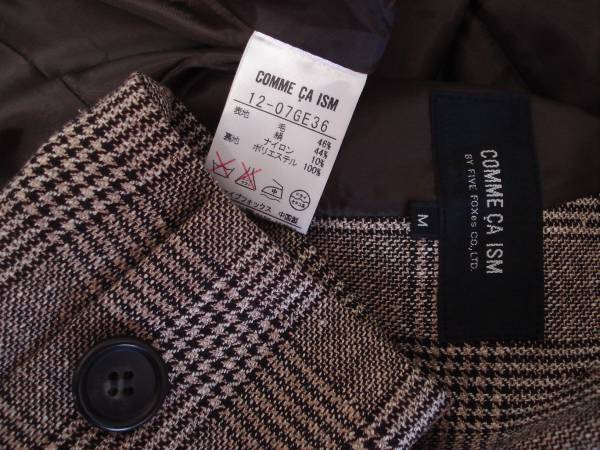 COMME ÇA ISM
12-07GE36
表地 毛 46%
絹 44%
ナイロン 10%
裏地 ポリエステル 100%
中国製
COMME ÇA ISM
BY FIVE FOXes CO., LTD.
M